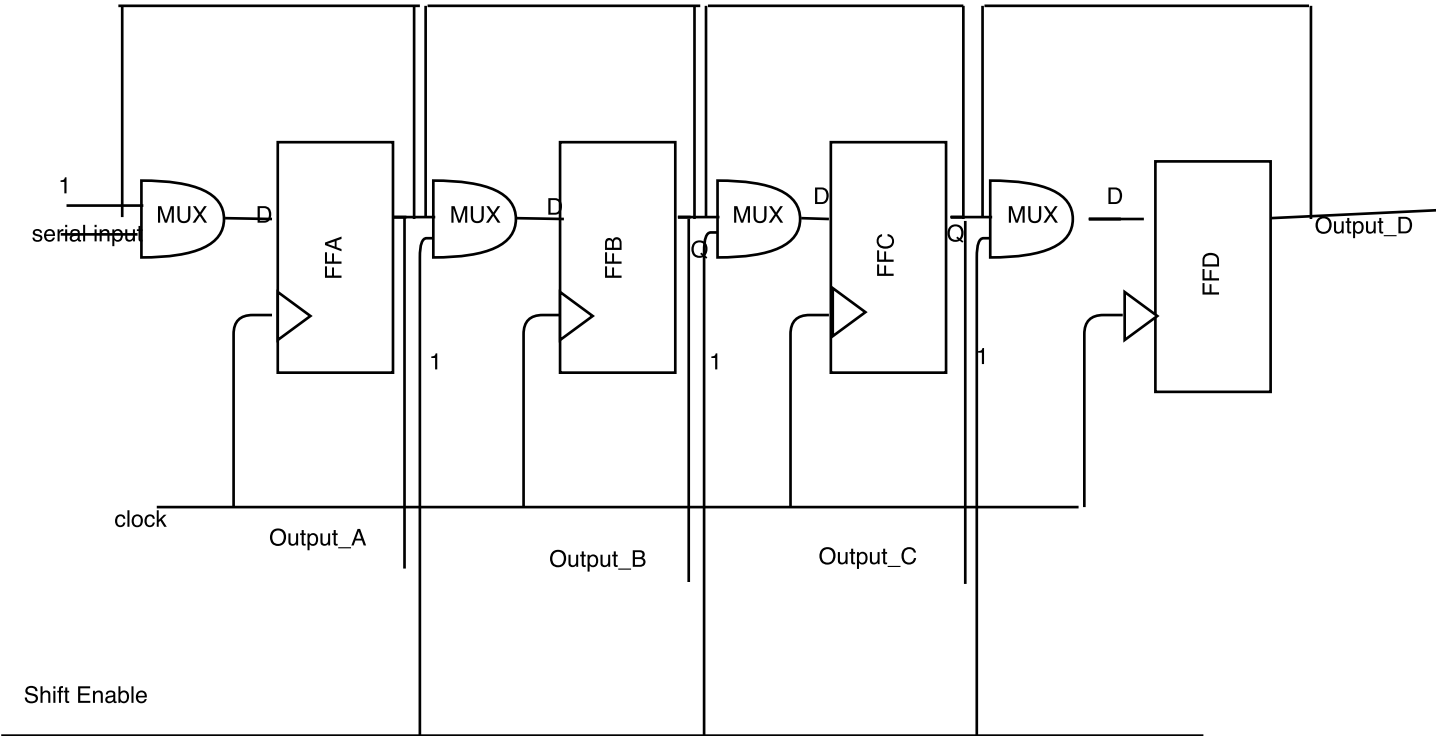 1
serial input
MUX
D
FFA
MUX
D
FFB
Q
MUX
D
FFC
Q
MUX
D
FFD
Output_D
1
1
1
clock
Output_A
Output_B
Output_C
Shift Enable